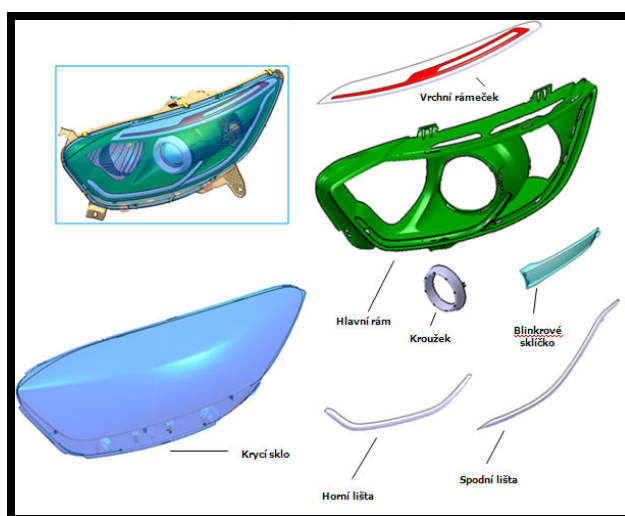 Vrchní rámeček
Hlavní rám
Kroužek
Blinkrové
sklíčko
Krycí sklo
Horní lišta
Spodní lišta